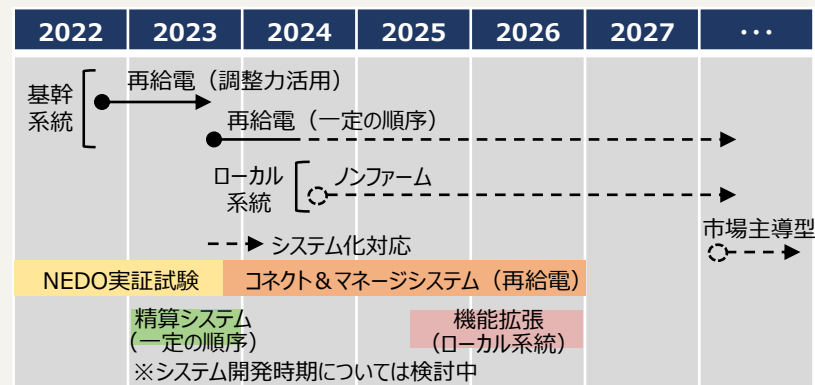 2022 2023 2024 2025 2026 2027 ･･･
再給電（調整力活用）
基幹
系統
再給電（一定の順序）
ローカル
系統
ノンファーム
市場主導型
システム化対応
NEDO実証試験
コネクト＆マネージシステム（再給電）
精算システム
（一定の順序）
機能拡張
（ローカル系統）
※システム開発時期については検討中